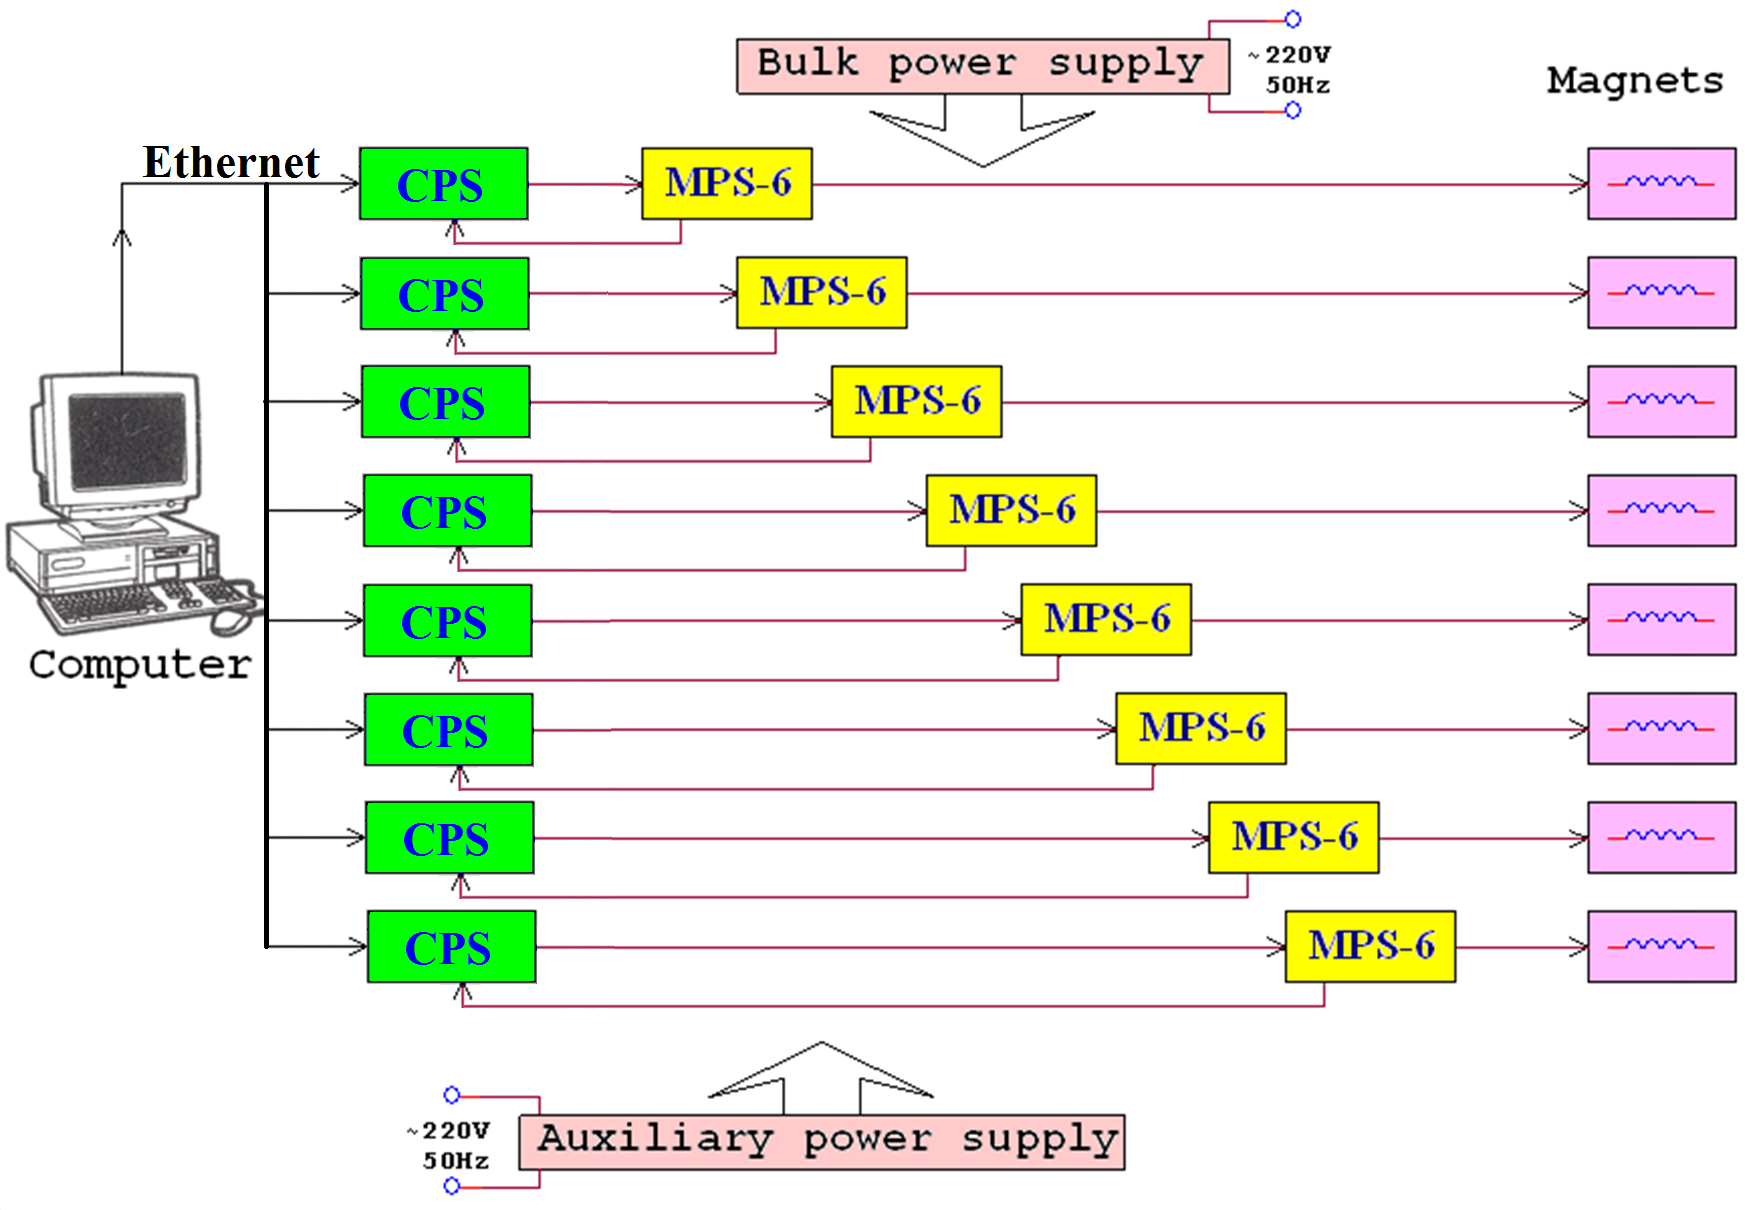 Bulk power supply
~220V
50Hz
Magnets
Ethernet
CPS
MPS-6
CPS
MPS-6
CPS
MPS-6
CPS
MPS-6
CPS
MPS-6
Computer
CPS
MPS-6
CPS
MPS-6
CPS
MPS-6
~220V
50Hz
Auxiliary power supply